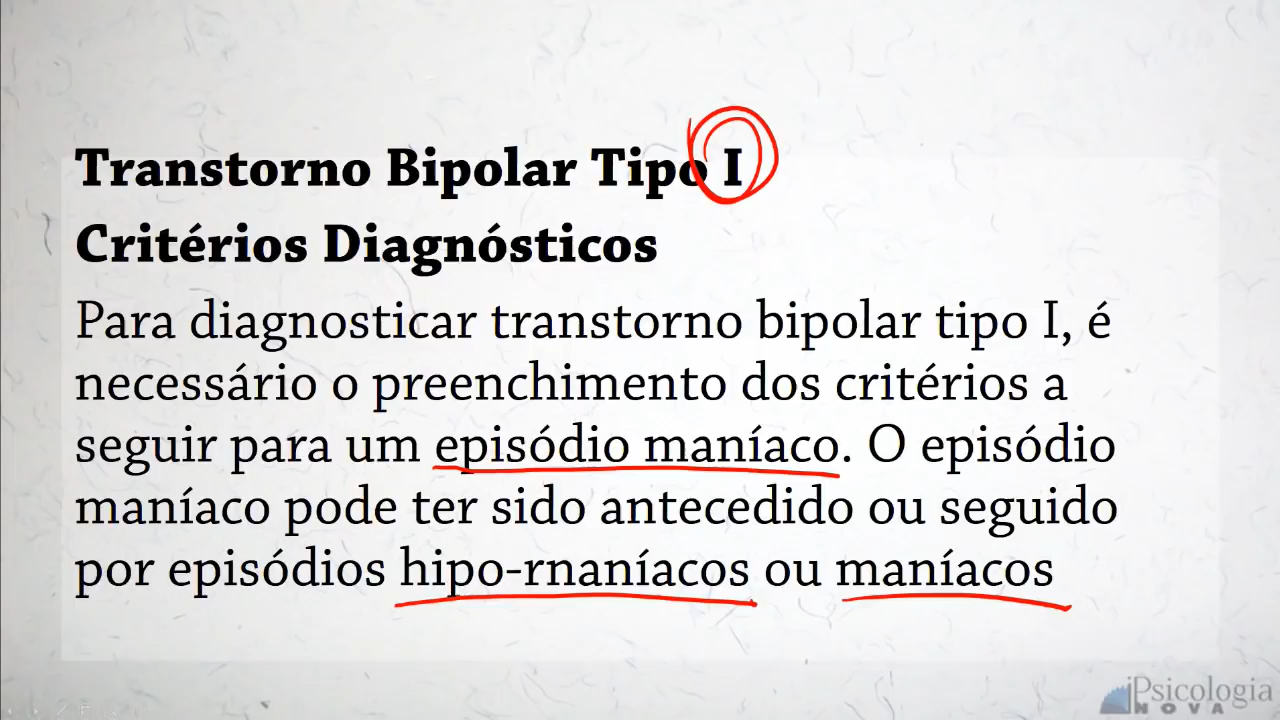 Transtorno Bipolar Tipo I
Critérios Diagnósticos
Para diagnosticar transtorno bipolar tipo I, é
necessário o preenchimento dos critérios a
seguir para um episódio maníaco. O episódio
maníaco pode ter sido antecedido ou seguido
por episódios hipo-rnaníacos ou maníacos
Psicologia
NOVA